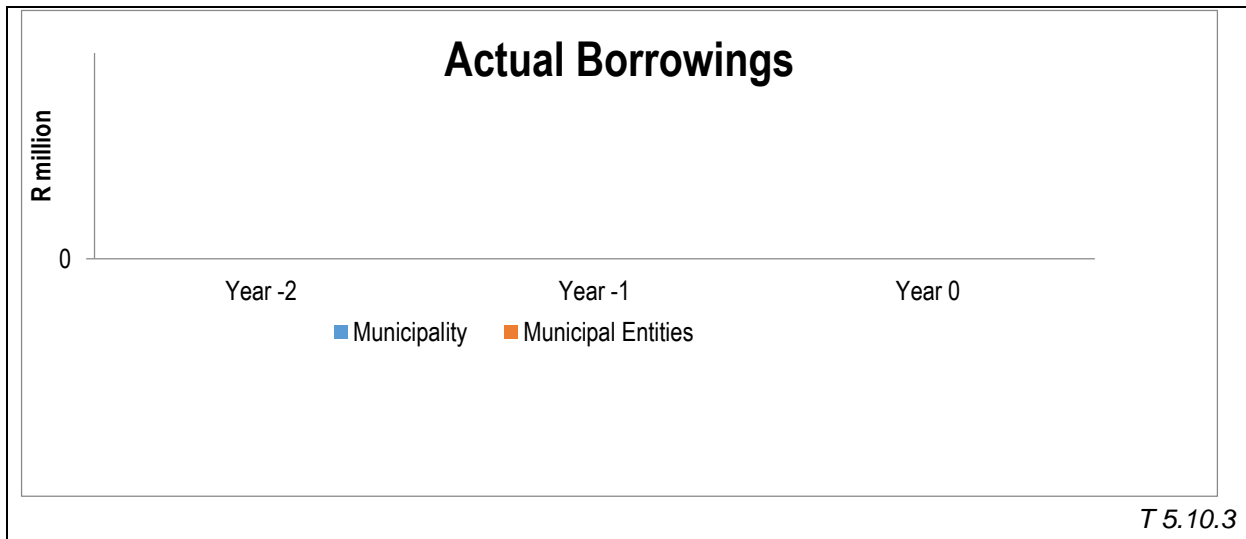 Actual Borrowings
R million
0
Year -2 Year -1 Year 0
Municipality Municipal Entities
T 5.10.3